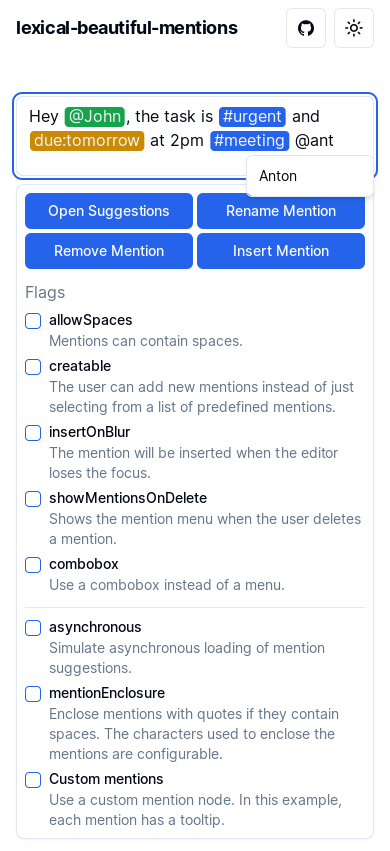 lexical-beautiful-mentions
Hey @John, the task is #urgent and
due:tomorrow at 2pm #meeting @ant
Anton
Open Suggestions
Rename Mention
Remove Mention
Insert Mention
Flags
allowSpaces
Mentions can contain spaces.
creatable
The user can add new mentions instead of just
selecting from a list of predefined mentions.
insertOnBlur
The mention will be inserted when the editor
loses the focus.
showMentionsOnDelete
Shows the mention menu when the user deletes
a mention.
combobox
Use a combobox instead of a menu.
asynchronous
Simulate asynchronous loading of mention
suggestions.
mentionEnclosure
Enclose mentions with quotes if they contain
spaces. The characters used to enclose the
mentions are configurable.
Custom mentions
Use a custom mention node. In this example,
each mention has a tooltip.